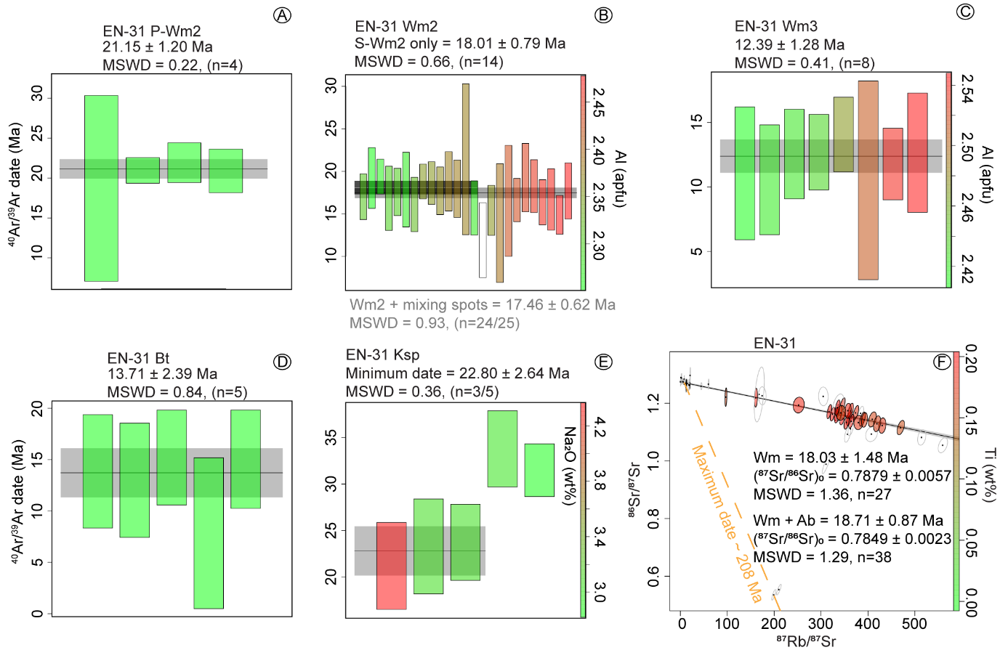 A
EN-31 P-Wm2
21.15 ± 1.20 Ma
MSWD = 0.22, (n=4)
⁴⁰Ar/³⁹Ar date (Ma)
30
25
20
15
10
B
EN-31 Wm2
S-Wm2 only = 18.01 ± 0.79 Ma
MSWD = 0.66, (n=14)
30
25
20
15
10
2.45
2.40
2.35
2.30
Al (apfu)
Wm2 + mixing spots = 17.46 ± 0.62 Ma
MSWD = 0.93, (n=24/25)
C
EN-31 Wm3
12.39 ± 1.28 Ma
MSWD = 0.41, (n=8)
15
10
5
2.54
2.50
2.46
2.42
Al (apfu)
D
EN-31 Bt
13.71 ± 2.39 Ma
MSWD = 0.84, (n=5)
⁴⁰Ar/³⁹Ar date (Ma)
20
15
10
5
0
E
EN-31 Ksp
Minimum date = 22.80 ± 2.64 Ma
MSWD = 0.36, (n=3/5)
35
30
25
20
4.2
3.8
3.4
3.0
Na₂O (wt%)
F
EN-31
⁸⁶Sr/⁸⁷Sr
1.2
1.0
0.8
0.6
Maximum date ~ 208 Ma
Wm = 18.03 ± 1.48 Ma
(⁸⁷Sr/⁸⁶Sr)₀ = 0.7879 ± 0.0057
MSWD = 1.36, n=27
Wm + Ab = 18.71 ± 0.87 Ma
(⁸⁷Sr/⁸⁶Sr)₀ = 0.7849 ± 0.0023
MSWD = 1.29, n=38
0 100 200 300 400 500
⁸⁷Rb/⁸⁷Sr
0.20
0.15
0.10
0.05
0.00
Ti (wt%)